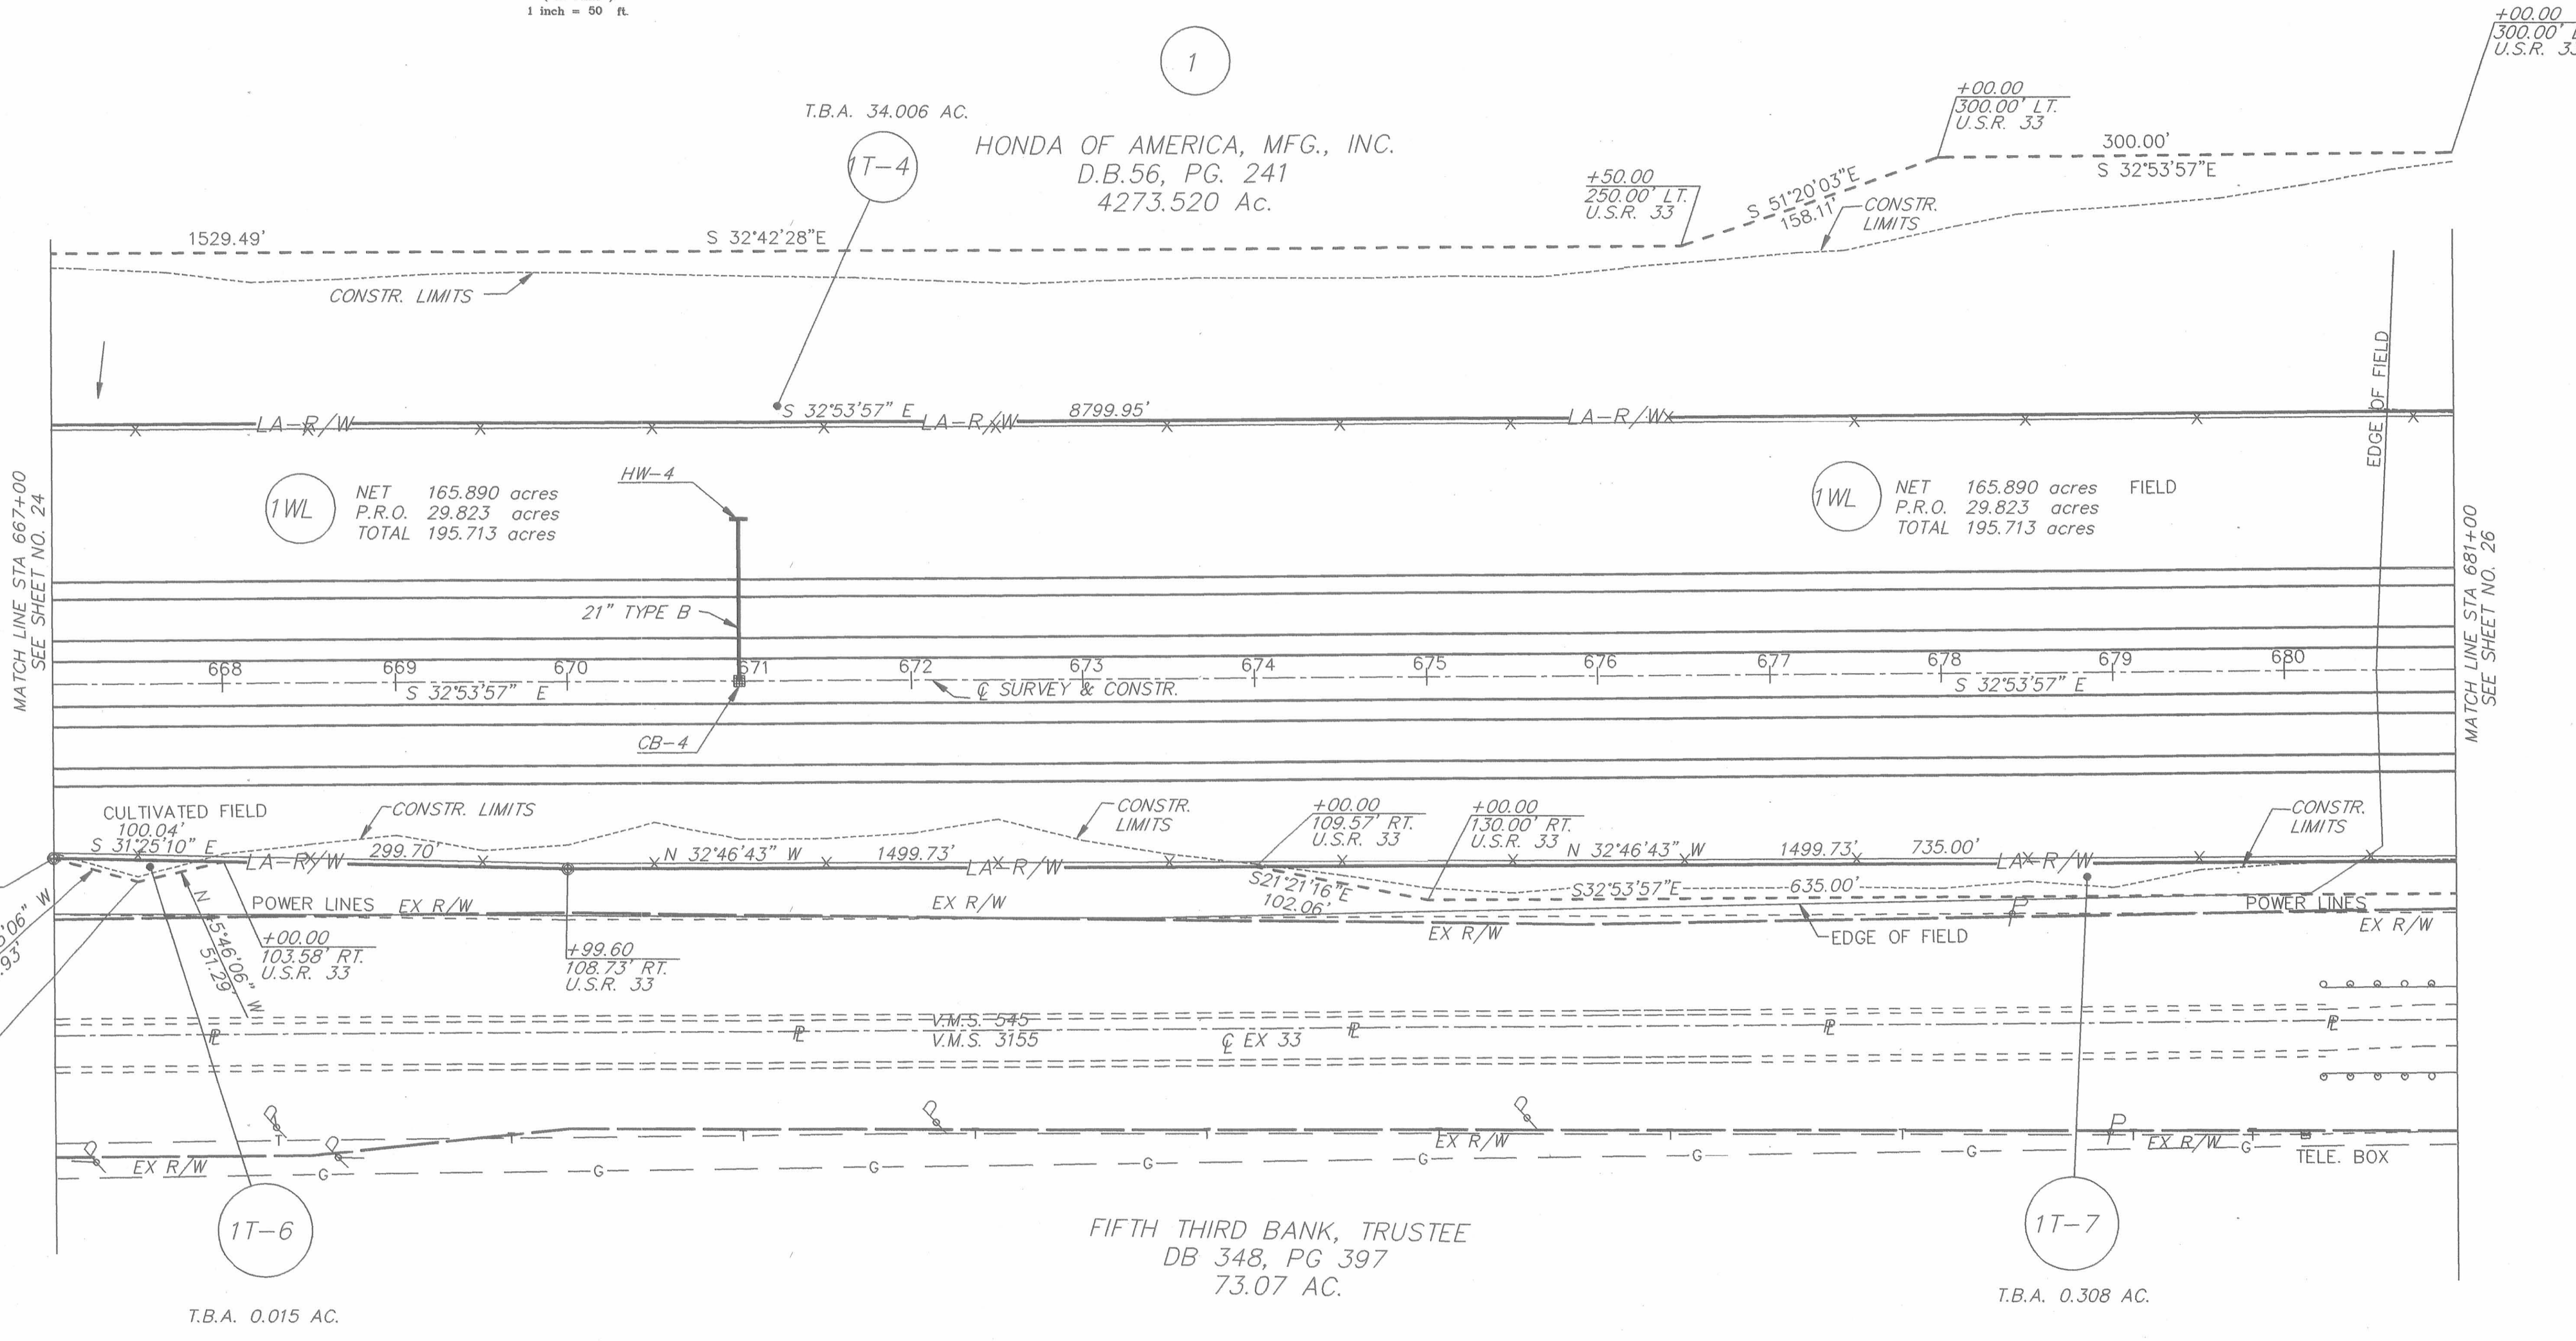 1 inch = 50 ft.
+00.00
U.S.R.
1
+00.00
300.00' LT.
U.S.R. 33
T.B.A. 34.006 AC.
300.00'
HONDA OF AMERICA, MFG., INC.
1T-4
S 32°53'57"E
D.B.56, PG. 241
+50.00
250.00' LT.
U.S.R. 33
S 51°20'03"E
158.11'
4273.520 Ac.
CONSTR.
LIMITS
1529.49'
S 32°42'28"E
CONSTR. LIMITS
EDGE OF FIELD
S 32°53'57" E
8799.95'
LA-R/W
LA-R/W
LA-R/W
HW-4
1WL
NET 165.890 acres
P.R.O. 29.823 acres
TOTAL 195.713 acres
1WL
NET 165.890 acres FIELD
P.R.O. 29.823 acres
TOTAL 195.713 acres
MATCH LINE STA 667+00
SEE SHEET NO. 24
MATCH LINE STA 681+00
SEE SHEET NO. 26
21" TYPE B
668 669 670 671 672 673 674 675 676 677 678 679 680
S 32°53'57" E
℄ SURVEY & CONSTR.
S 32°53'57" E
CB-4
CULTIVATED FIELD
100.04'
S 31°25'10" E
CONSTR. LIMITS
CONSTR.
LIMITS
+00.00
109.57' RT.
U.S.R. 33
+00.00
130.00' RT.
U.S.R. 33
CONSTR.
LIMITS
LA-R/W
299.70'
N 32°46'43" W
1499.73'
LA-R/W
N 32°46'43" W
1499.73'
735.00'
LA-R/W
S21°21'16"E
102.06'
S32°53'57"E
635.00'
POWER LINES
EX R/W
EX R/W
EX R/W
P
POWER LINES
EX R/W
EDGE OF FIELD
06" W
93'
51.29'
+00.00
103.58' RT.
U.S.R. 33
+99.60
108.73' RT.
U.S.R. 33
V.M.S. 545
V.M.S. 3155
℄ EX 33
P
P
P
P
P
P
T
T
T
EX R/W
EX R/W
EX R/W
G
G
G
G
G
G
G
G
TELE. BOX
1T-6
FIFTH THIRD BANK, TRUSTEE
DB 348, PG 397
73.07 AC.
1T-7
T.B.A. 0.015 AC.
T.B.A. 0.308 AC.